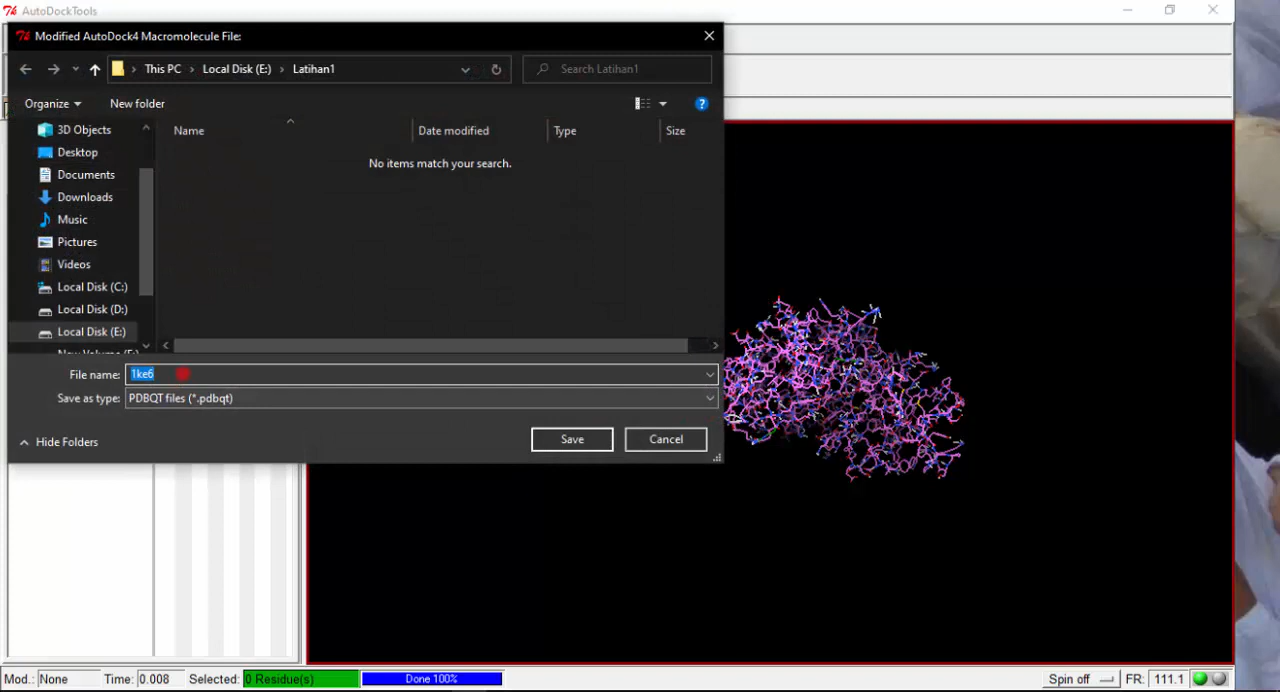 AutoDockTools
Modified AutoDock4 Macromolecule File:
This PC > Local Disk (E:) > Latihan1
Search Latihan1
Organize
New folder
?
Name
Date modified
Type
Size
No items match your search.
3D Objects
Desktop
Documents
Downloads
Music
Pictures
Videos
Local Disk (C:)
Local Disk (D:)
Local Disk (E:)
File name: 1ke6
Save as type: PDBQT files (*.pdbqt)
Hide Folders
Save
Cancel
Mod.: None Time: 0.008 Selected: 0 Residue(s) Done 100% Spin off FR: 111.1